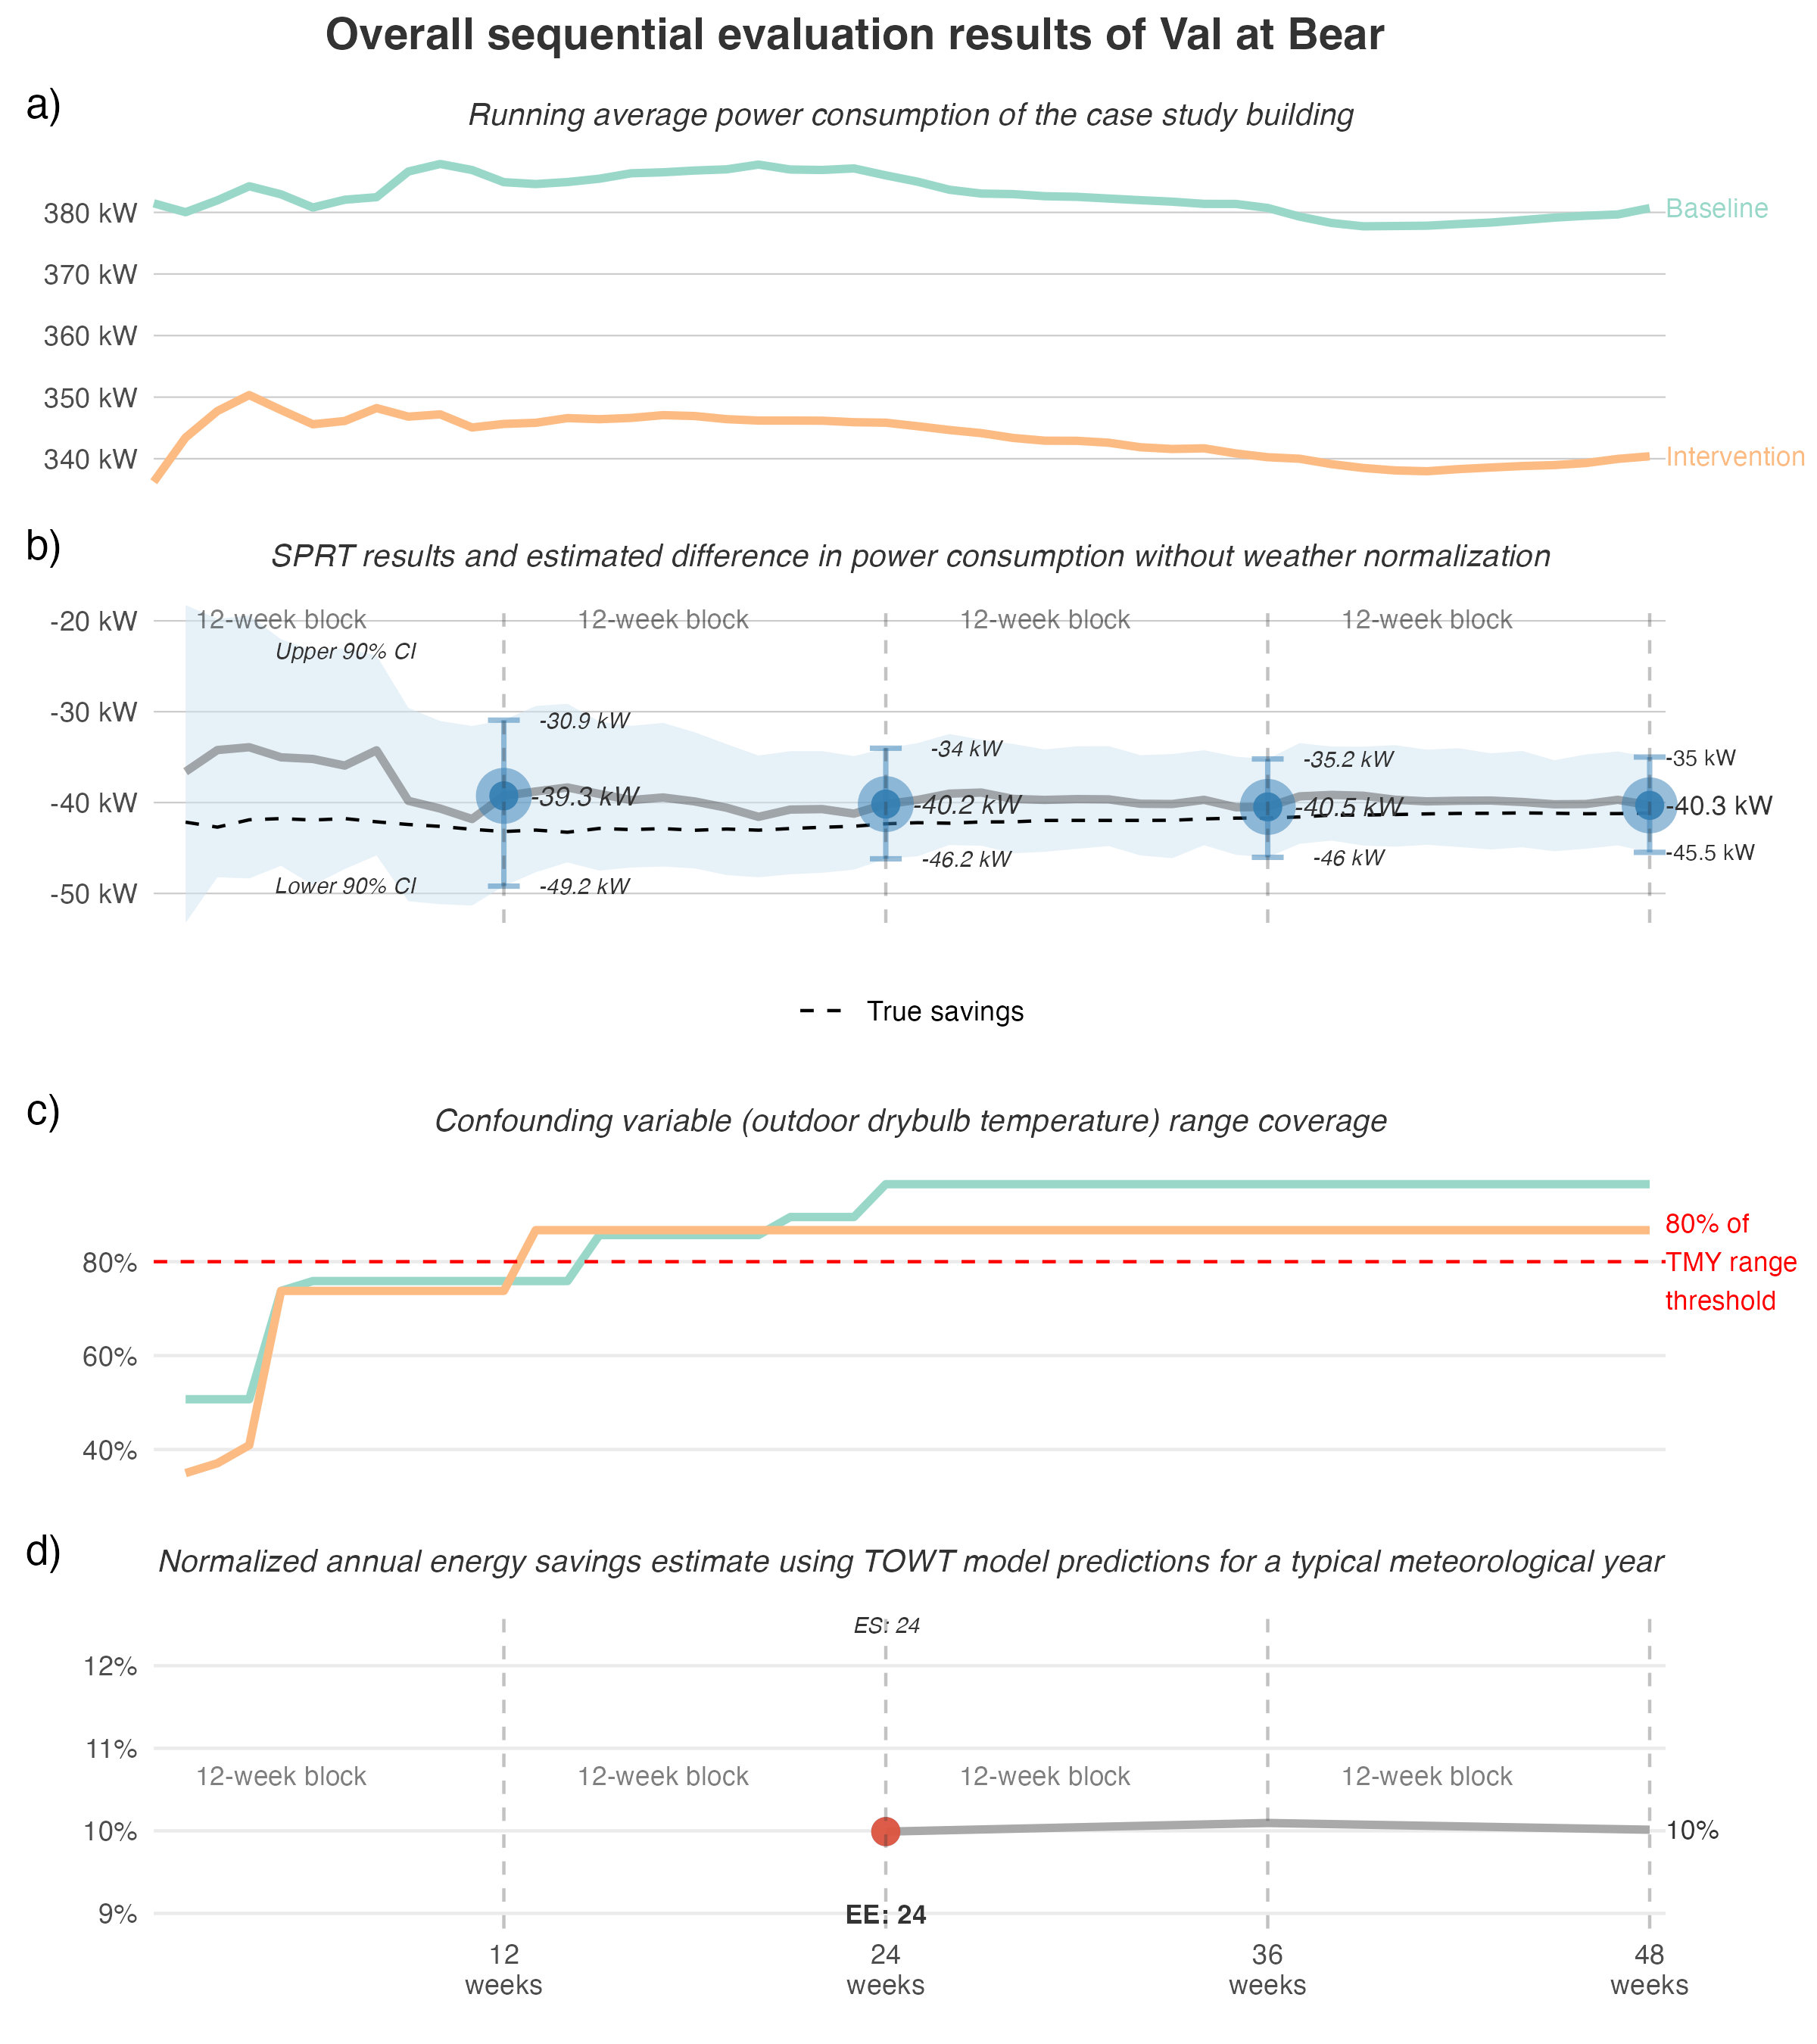 Overall sequential evaluation results of Val at Bear
a)
Running average power consumption of the case study building
380 kW
370 kW
360 kW
350 kW
340 kW
Baseline
Intervention
b)
SPRT results and estimated difference in power consumption without weather normalization
-20 kW
-30 kW
-40 kW
-50 kW
12-week block
12-week block
12-week block
12-week block
Upper 90% CI
Lower 90% CI
-30.9 kW
-39.3 kW
-49.2 kW
-34 kW
-40.2 kW
-46.2 kW
-35.2 kW
-40.5 kW
-46 kW
-35 kW
-40.3 kW
-45.5 kW
True savings
c)
Confounding variable (outdoor drybulb temperature) range coverage
80%
60%
40%
80% of
TMY range
threshold
d)
Normalized annual energy savings estimate using TOWT model predictions for a typical meteorological year
ES: 24
12%
11%
10%
9%
12-week block
12-week block
12-week block
12-week block
10%
EE: 24
12
weeks
24
weeks
36
weeks
48
weeks